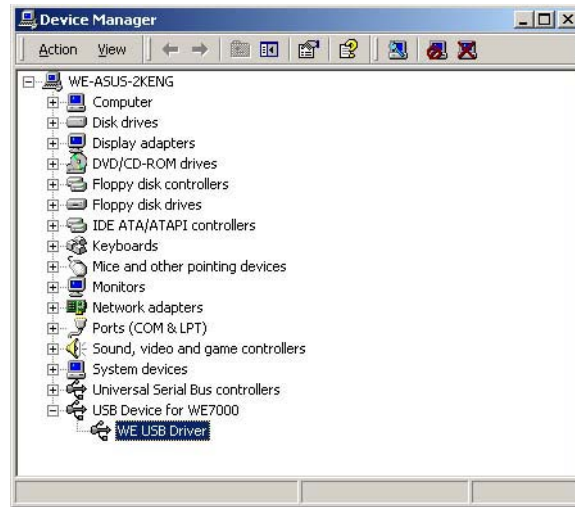 Device Manager
Action View
WE-ASUS-2KENG
Computer
Disk drives
Display adapters
DVD/CD-ROM drives
Floppy disk controllers
Floppy disk drives
IDE ATA/ATAPI controllers
Keyboards
Mice and other pointing devices
Monitors
Network adapters
Ports (COM & LPT)
Sound, video and game controllers
System devices
Universal Serial Bus controllers
USB Device for WE7000
WE USB Driver